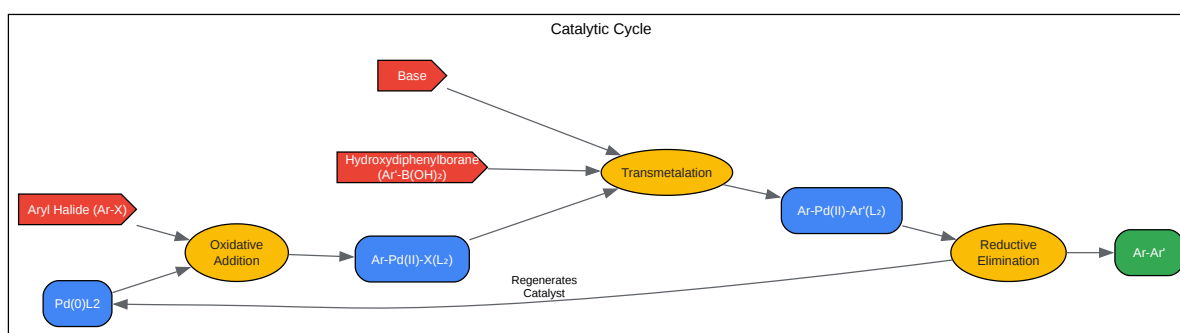 Catalytic Cycle
Base
Hydroxydiphenylborane
(Ar'-B(OH)₂)
Transmetalation
Aryl Halide (Ar-X)
Ar-Pd(II)-Ar'(L₂)
Oxidative
Addition
Ar-Pd(II)-X(L₂)
Reductive
Elimination
Ar-Ar'
Regenerates
Catalyst
Pd(0)L2